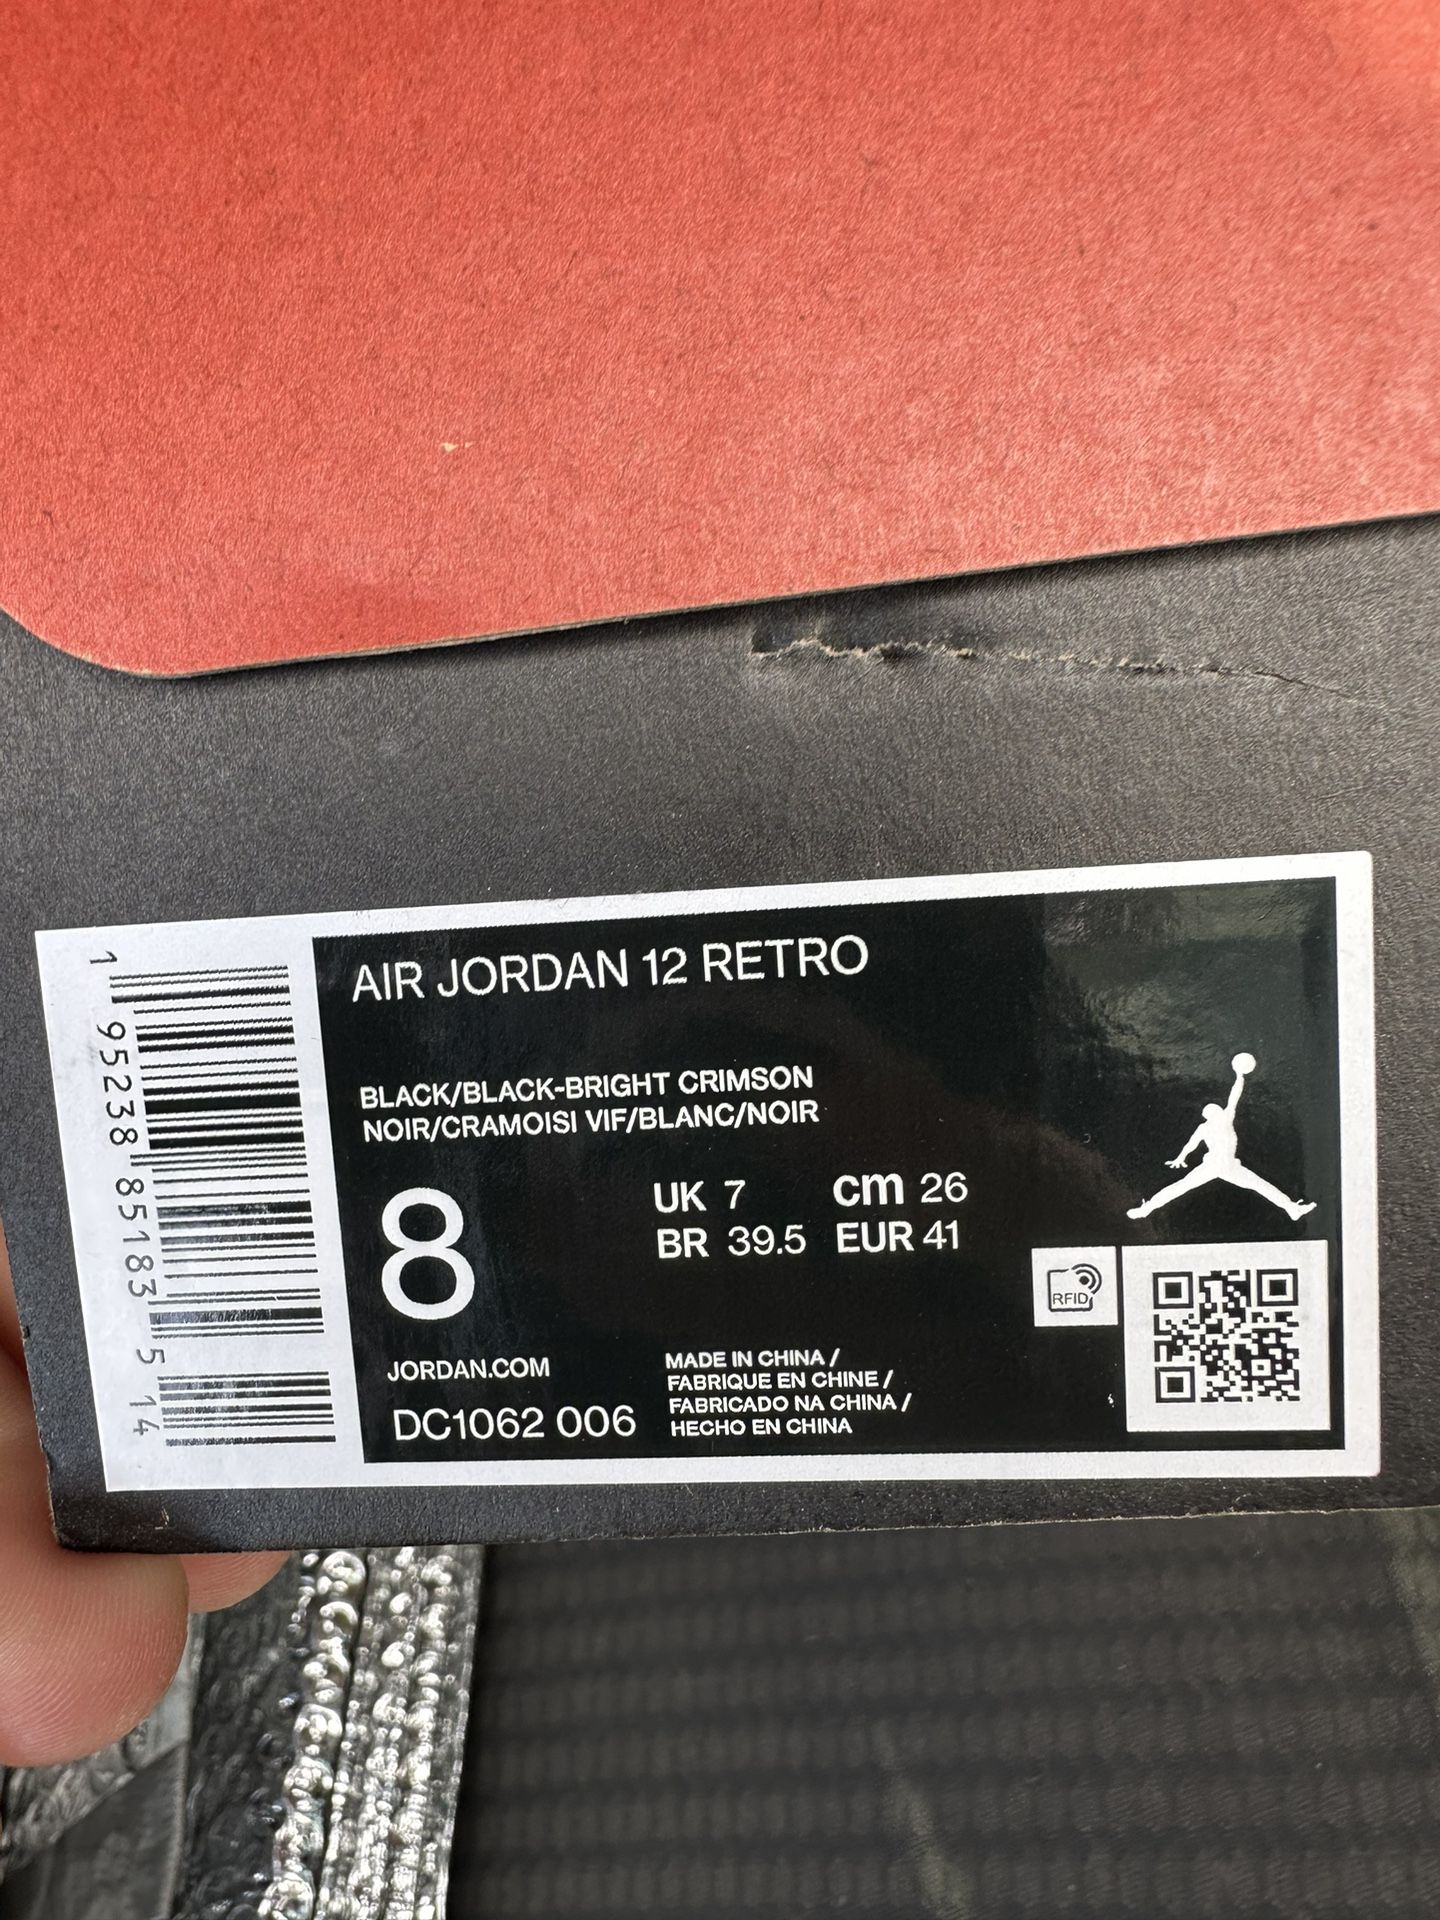 AIR JORDAN 12 RETRO
BLACK/BLACK-BRIGHT CRIMSON
NOIR/CRAMOISI VIF/BLANC/NOIR
8
UK 7 cm 26
BR 39.5 EUR 41
RFID
JORDAN.COM
DC1062 006
MADE IN CHINA /
FABRIQUE EN CHINE /
FABRICADO NA CHINA /
HECHO EN CHINA
1 95238 85183 5 14